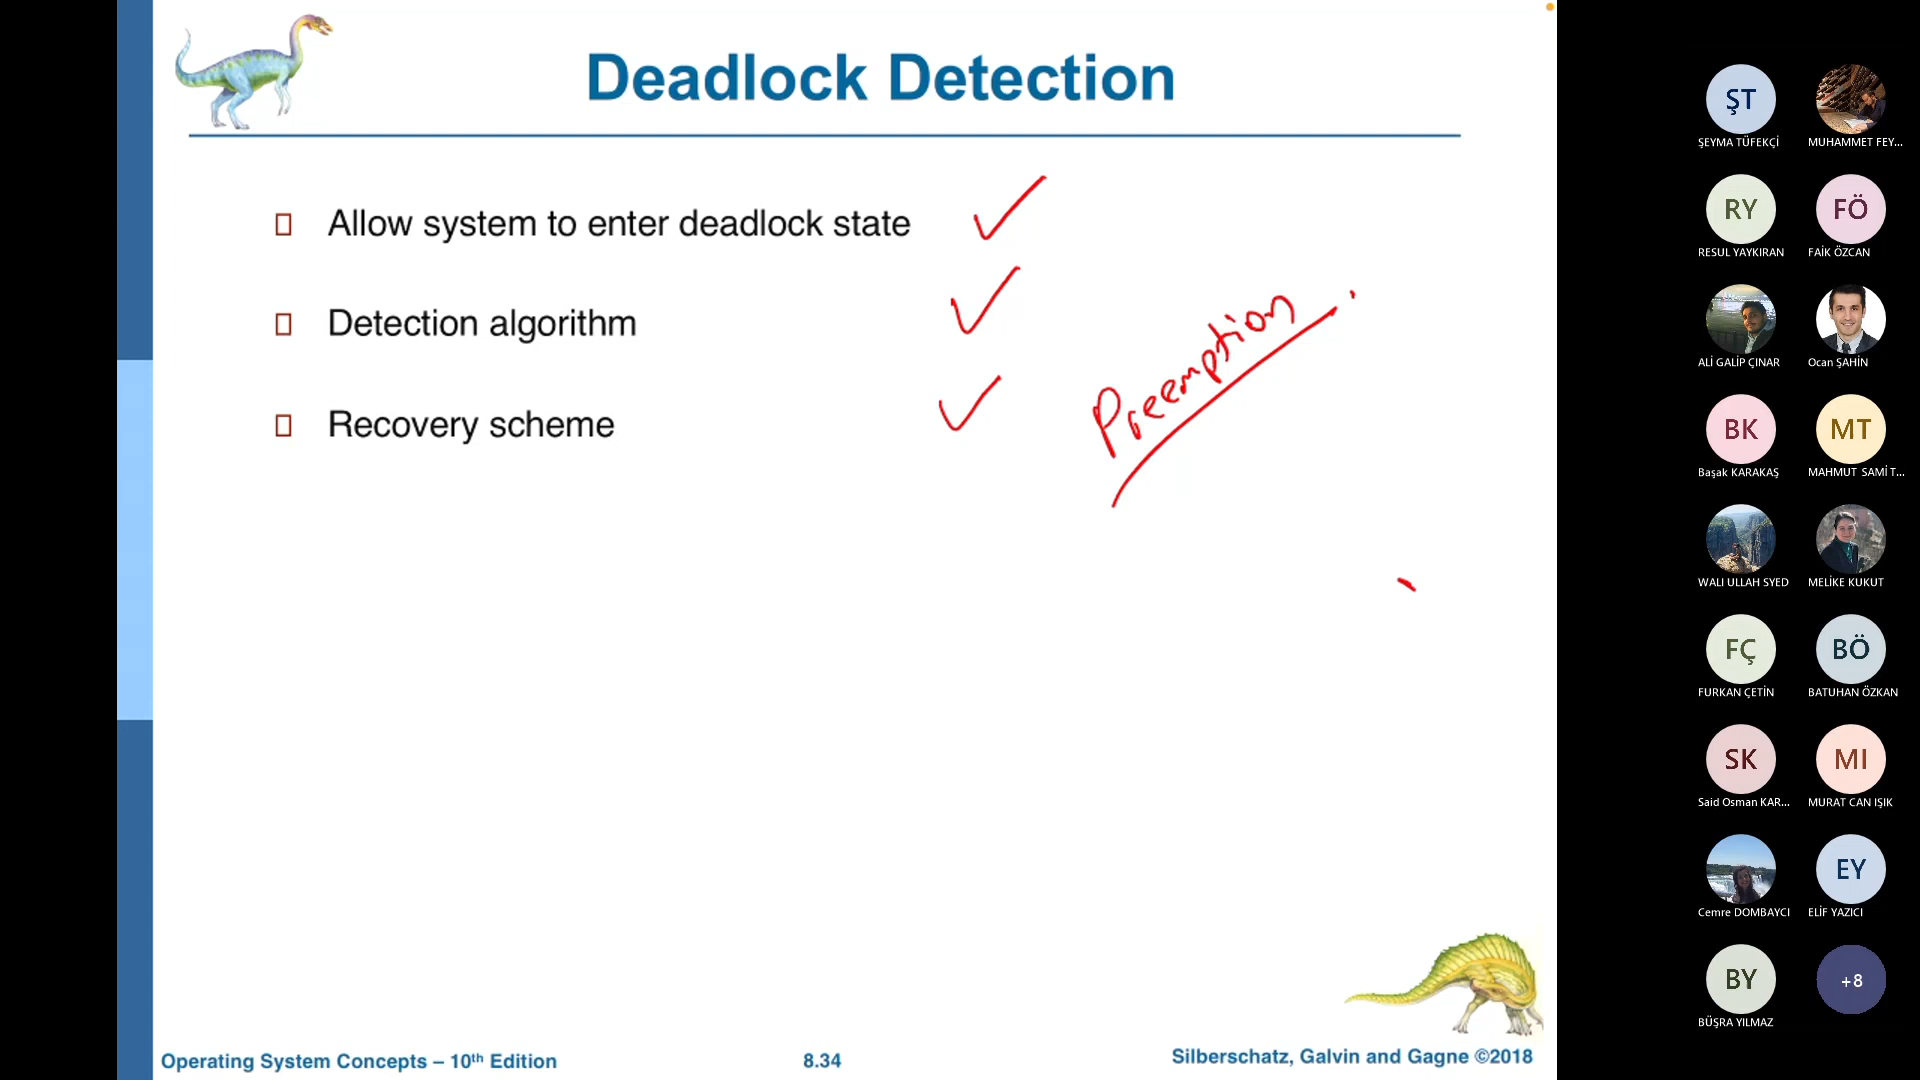 Deadlock Detection
Allow system to enter deadlock state
Detection algorithm
Recovery scheme
Preemption
Operating System Concepts – 10th Edition
8.34
Silberschatz, Galvin and Gagne ©2018
ŞT
ŞEYMA TÜFEKÇİ
MUHAMMET FEY...
RY
RESUL YAYKIRAN
FÖ
FAİK ÖZCAN
ALİ GALİP ÇINAR
Ocan ŞAHİN
BK
Başak KARAKAŞ
MT
MAHMUT SAMİ T...
WALI ULLAH SYED
MELİKE KUKUT
FÇ
FURKAN ÇETİN
BÖ
BATUHAN ÖZKAN
SK
Said Osman KAR...
MI
MURAT CAN IŞIK
Cemre DOMBAYCI
EY
ELİF YAZICI
BY
BÜŞRA YILMAZ
+8